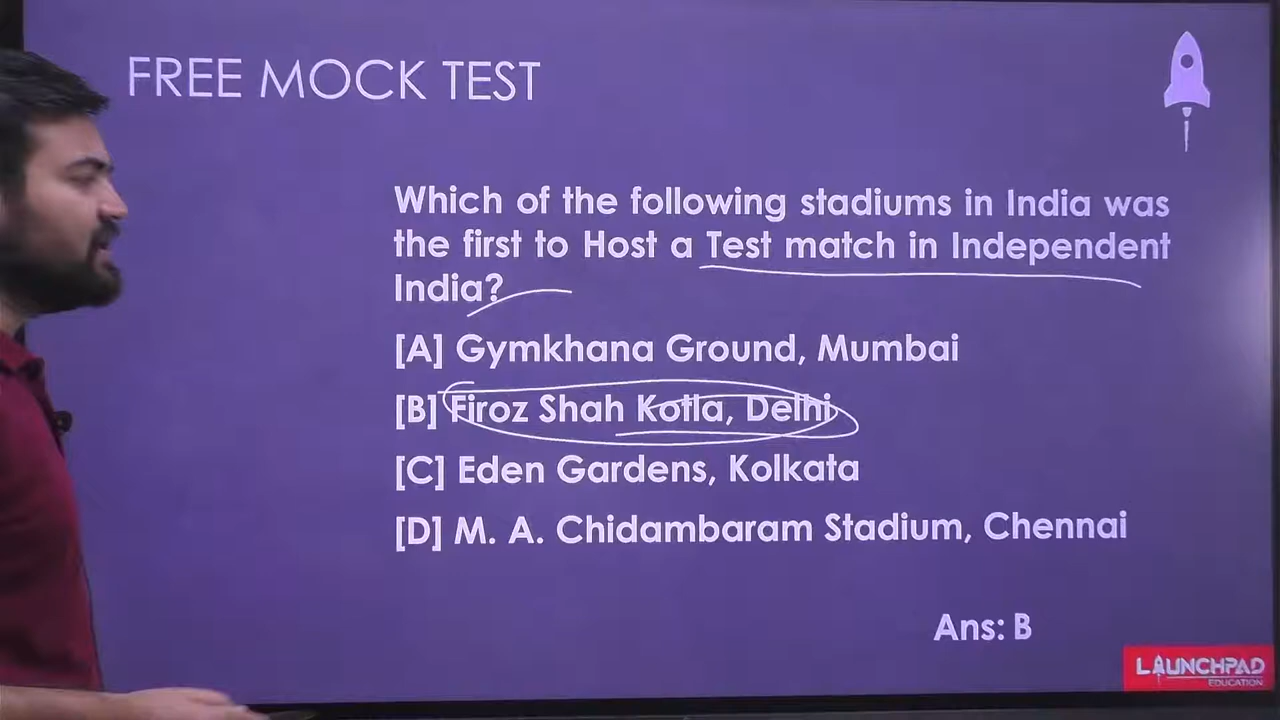 FREE MOCK TEST
Which of the following stadiums in India was
the first to Host a Test match in Independent
India?
[A] Gymkhana Ground, Mumbai
[B] Firoz Shah Kotla, Delhi
[C] Eden Gardens, Kolkata
[D] M. A. Chidambaram Stadium, Chennai
Ans: B
LAUNCHPAD
EDUCATION